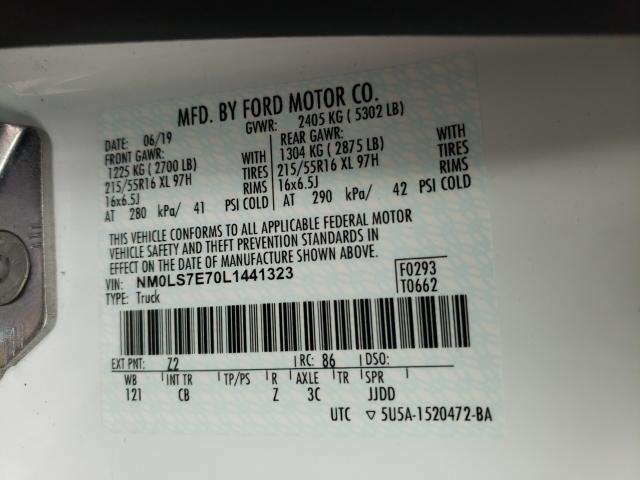 MFD. BY FORD MOTOR CO.
DATE: 06/19 GVWR: 2405 KG ( 5302 LB)
FRONT GAWR: REAR GAWR:
1225 KG ( 2700 LB) WITH 1304 KG ( 2875 LB) WITH
215/55R16 XL 97H TIRES 215/55R16 XL 97H TIRES
16x6.5J RIMS 16x6.5J RIMS
AT 280 kPa/ 41 PSI COLD AT 290 kPa/ 42 PSI COLD
THIS VEHICLE CONFORMS TO ALL APPLICABLE FEDERAL MOTOR
VEHICLE SAFETY AND THEFT PREVENTION STANDARDS IN
EFFECT ON THE DATE OF MANUFACTURE SHOWN ABOVE.
VIN: NM0LS7E70L1441323 F0293
TYPE: Truck T0662
EXT PNT: Z2 RC: 86 DSO:
WB INT TR TP/PS R AXLE TR SPR
121 CB Z 3C JJDD
UTC ▽ 5U5A-1520472-BA